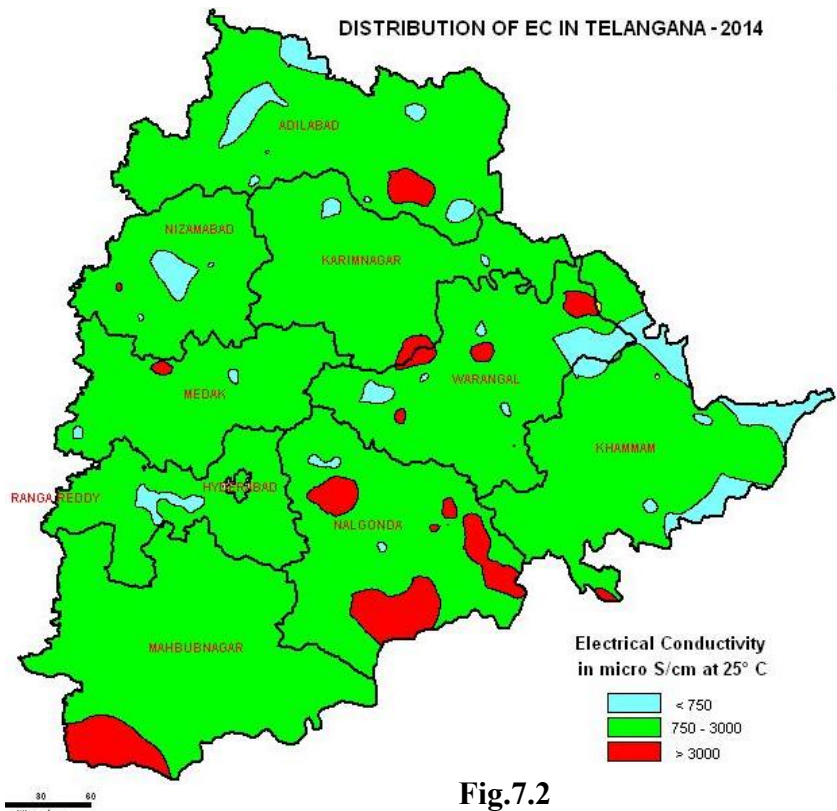 DISTRIBUTION OF EC IN TELANGANA - 2014
ADILABAD
NIZAMABAD
KARIMNAGAR
MEDAK
WARANGAL
KHAMMAM
RANGA REDDY
HYDERABAD
NALGONDA
MAHBUBNAGAR
Electrical Conductivity
in micro S/cm at 25° C
< 750
750 - 3000
> 3000
30 60
Fig.7.2